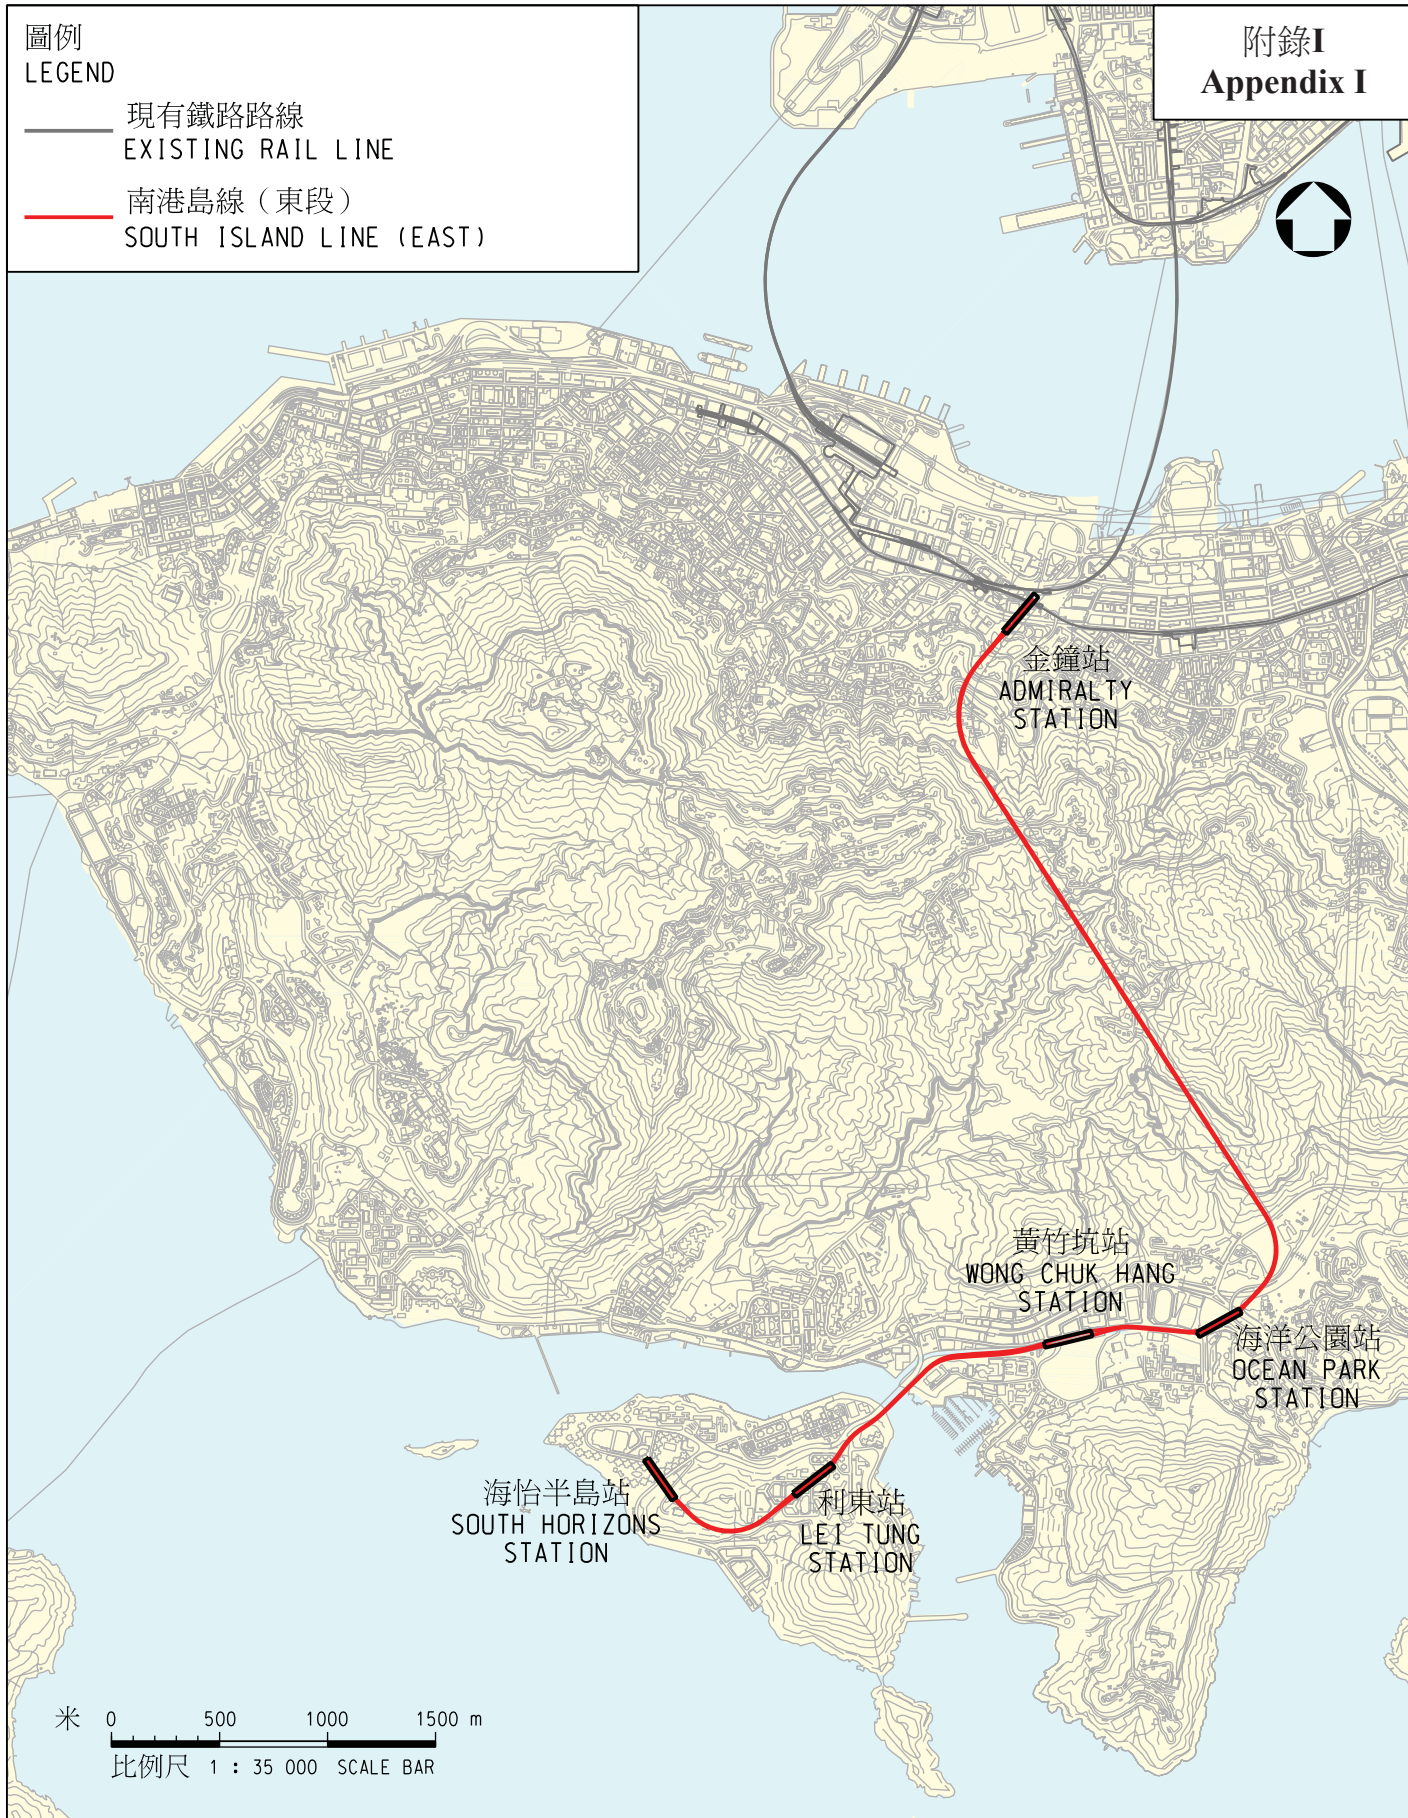 圖例
LEGEND
現有鐵路路線
EXISTING RAIL LINE
南港島線（東段）
SOUTH ISLAND LINE (EAST)
附錄I
Appendix I
金鐘站
ADMIRALTY
STATION
黃竹坑站
WONG CHUK HANG
STATION
海洋公園站
OCEAN PARK
STATION
海怡半島站
SOUTH HORIZONS
STATION
利東站
LEI TUNG
STATION
米 0 500 1000 1500 m
比例尺 1 : 35 000 SCALE BAR